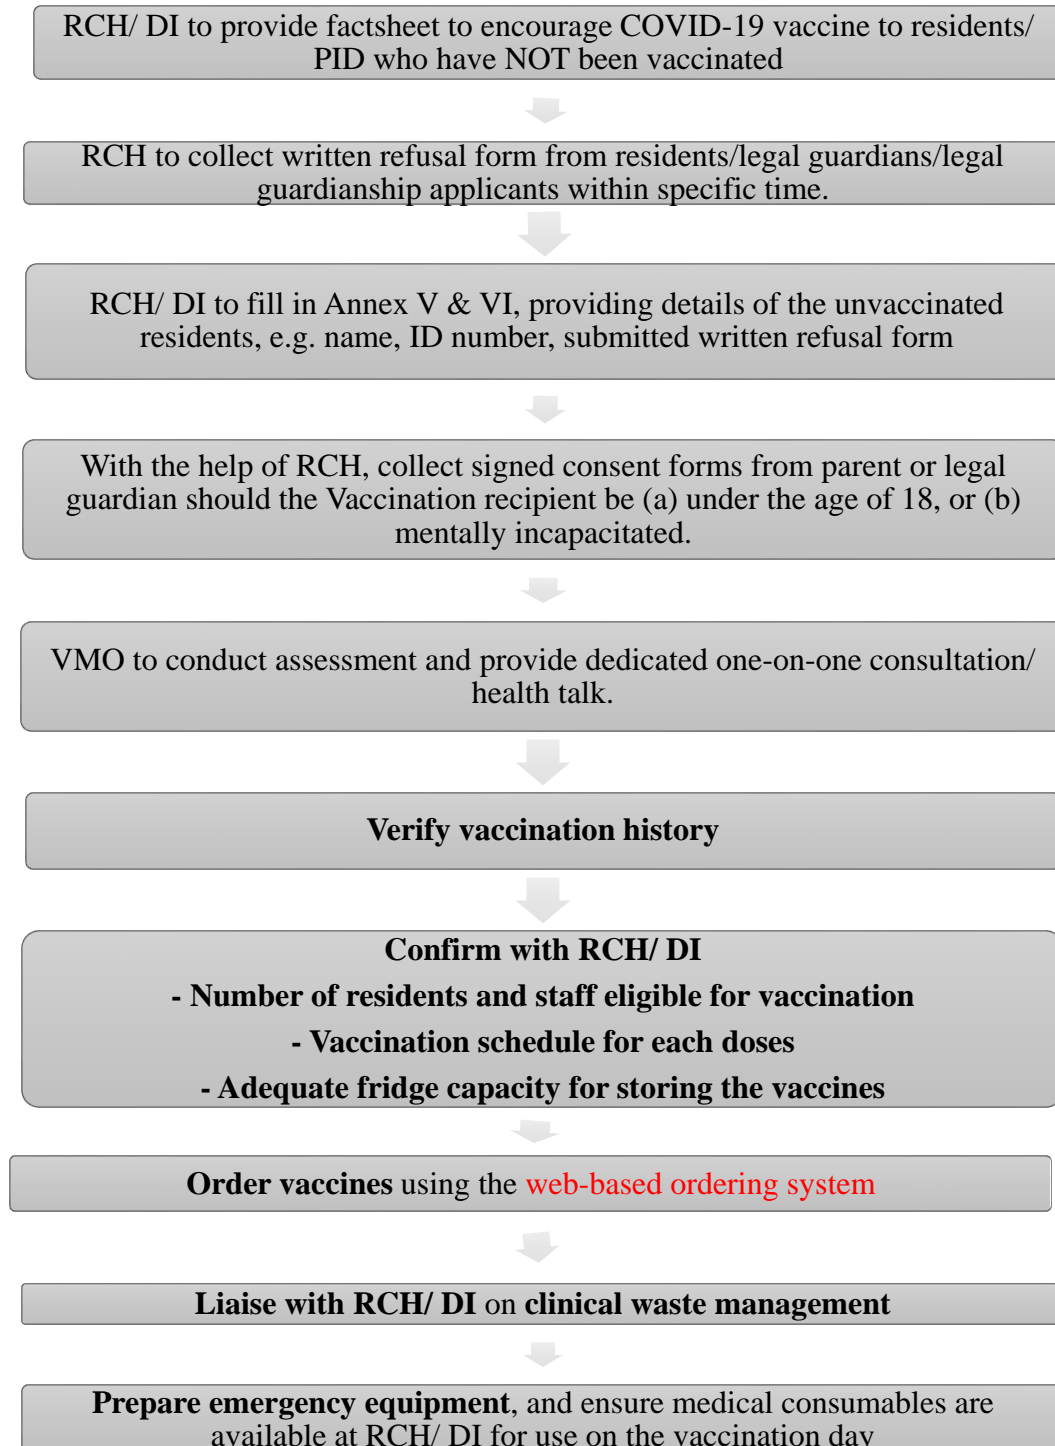 RCH/ DI to provide factsheet to encourage COVID-19 vaccine to residents/
PID who have NOT been vaccinated
RCH to collect written refusal form from residents/legal guardians/legal
guardianship applicants within specific time.
RCH/ DI to fill in Annex V & VI, providing details of the unvaccinated
residents, e.g. name, ID number, submitted written refusal form
With the help of RCH, collect signed consent forms from parent or legal
guardian should the Vaccination recipient be (a) under the age of 18, or (b)
mentally incapacitated.
VMO to conduct assessment and provide dedicated one-on-one consultation/
health talk.
Verify vaccination history
Confirm with RCH/ DI
- Number of residents and staff eligible for vaccination
- Vaccination schedule for each doses
- Adequate fridge capacity for storing the vaccines
Order vaccines using the web-based ordering system
Liaise with RCH/ DI on clinical waste management
Prepare emergency equipment, and ensure medical consumables are
available at RCH/ DI for use on the vaccination day